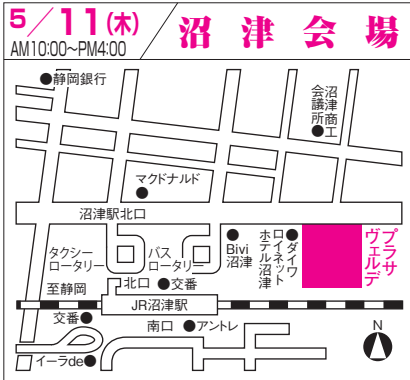 5／11(木)
AM10:00〜PM4:00
沼津会場
●静岡銀行
沼津商工
会議所●
マクドナルド
●
沼津駅北口
タクシー
ロータリー
バス
ロータリー
●
Bivi
沼津
●ダイワ
ロイネット
ホテル沼津
プラサ
ヴェルデ
至静岡
北口
●交番
JR沼津駅
交番●
南口
●アントレ
イーラde●
N